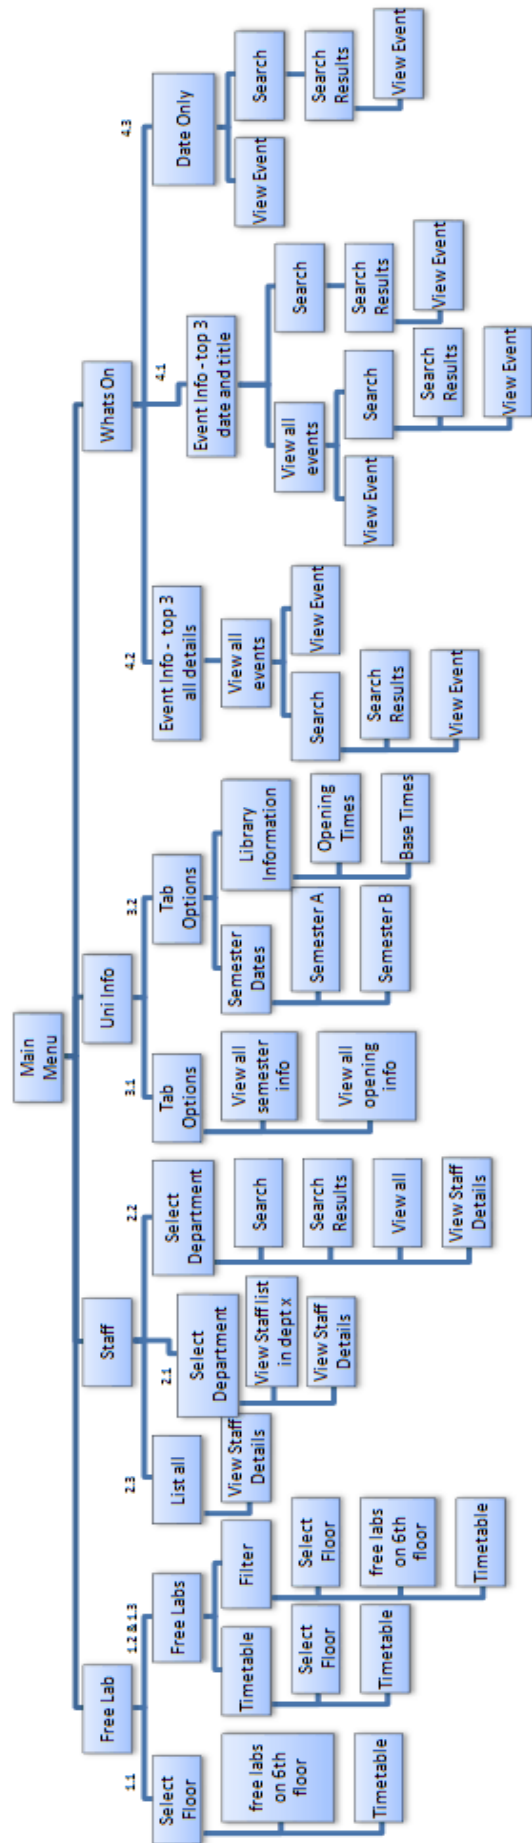 Main
Menu
Free Lab
Staff
Uni Info
Whats On
1.1
Select
Floor
free labs
on 6th
floor
Timetable
1.2 & 1.3
Free Labs
Timetable
Select
Floor
Timetable
Filter
Select
Floor
free labs
on 6th
floor
Timetable
2.3
List all
View Staff
Details
2.1
Select
Department
View Staff list
in dept x
View Staff
Details
2.2
Select
Department
Search
Search
Results
View all
View Staff
Details
3.1
Tab
Options
View all
semester
info
View all
opening
info
3.2
Tab
Options
Semester
Dates
Semester A
Semester B
Library
Information
Opening
Times
Base Times
4.2
Event Info - top 3
all details
View all
events
Search
Search
Results
View Event
View Event
4.1
Event Info -top 3
date and title
View all
events
View Event
Search
Search
Results
View Event
Search
Search
Results
View Event
4.3
Date Only
View Event
Search
Search
Results
View Event